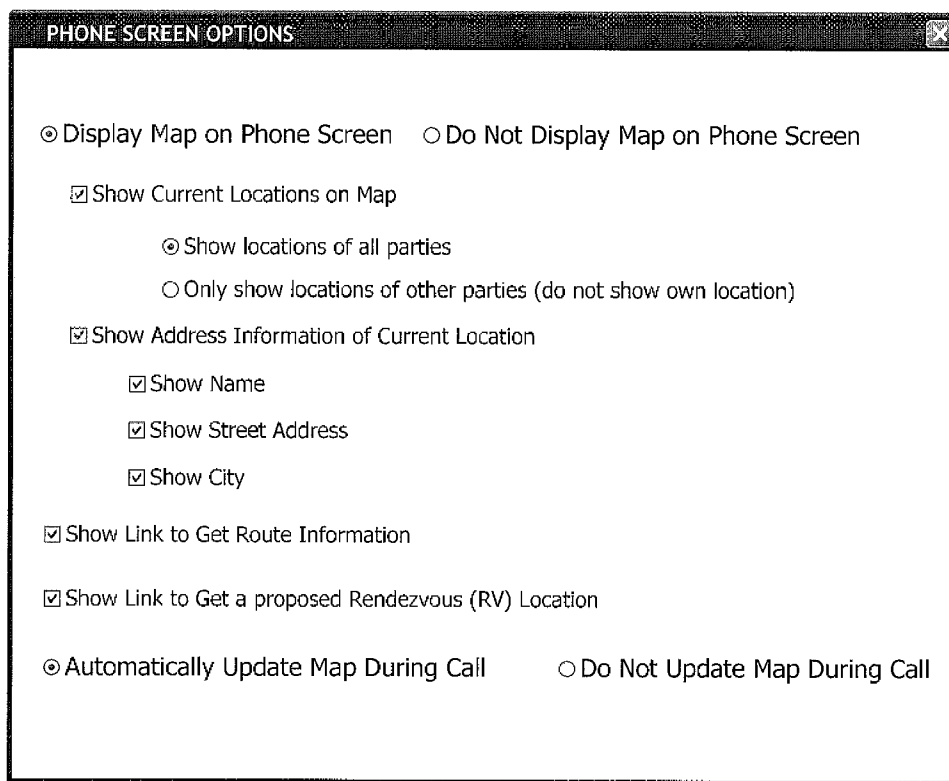 PHONE SCREEN OPTIONS
Display Map on Phone Screen Do Not Display Map on Phone Screen
Show Current Locations on Map
Show locations of all parties
Only show locations of other parties (do not show own location)
Show Address Information of Current Location
Show Name
Show Street Address
Show City
Show Link to Get Route Information
Show Link to Get a proposed Rendezvous (RV) Location
Automatically Update Map During Call Do Not Update Map During Call